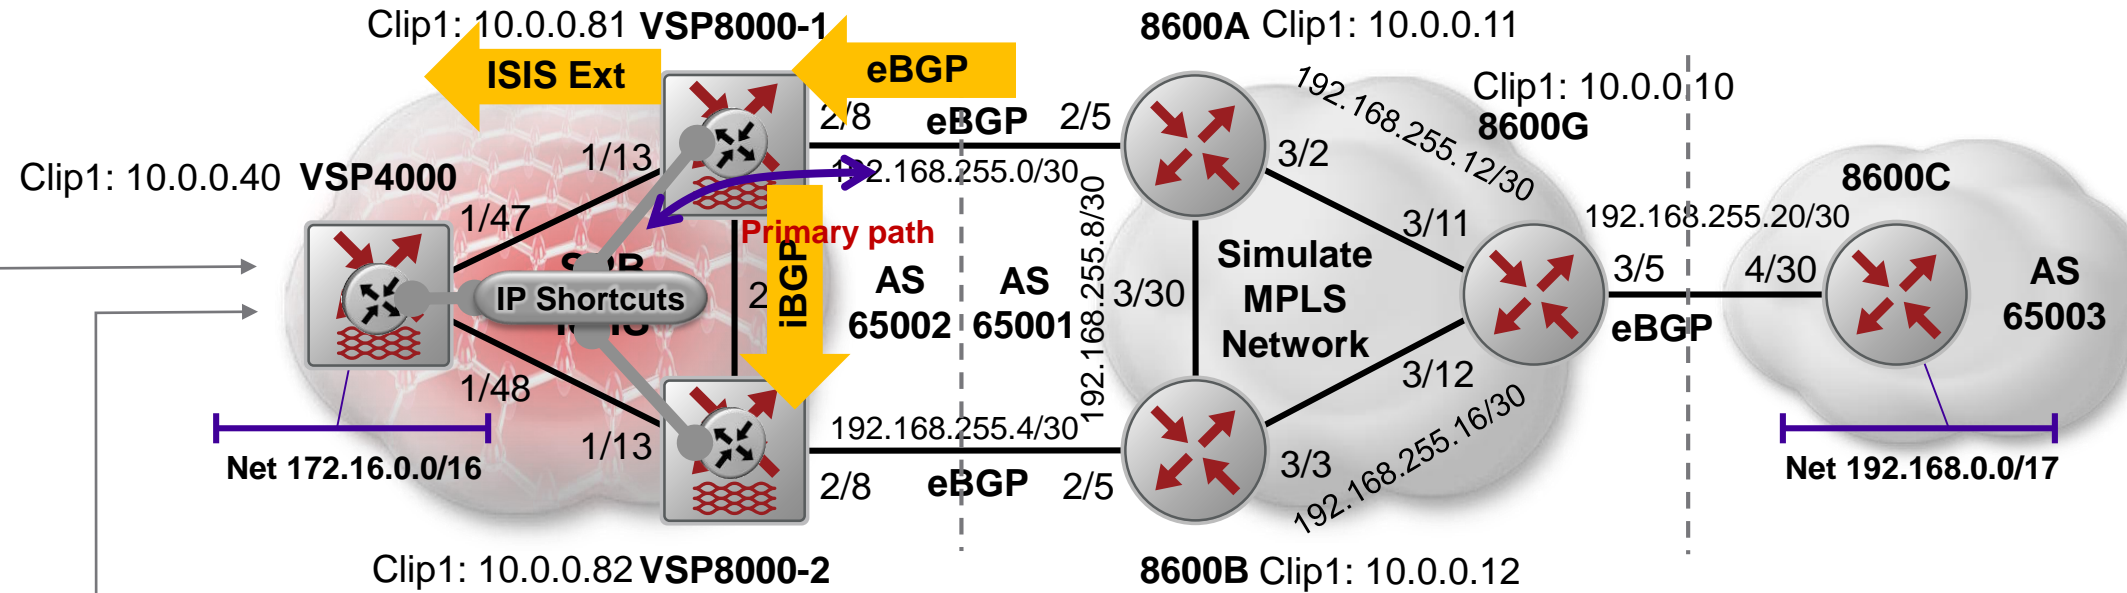 Clip1: 10.0.0.81 VSP8000-1
8600A Clip1: 10.0.0.11
ISIS Ext
eBGP
Clip1: 10.0.0.10
8600G
2/8
eBGP
2/5
192.168.255.0/30
192.168.255.12/30
1/13
3/2
Clip1: 10.0.0.40 VSP4000
8600C
1/47
Primary path
3/11
192.168.255.20/30
192.168.255.8/30
SPB
IP Shortcuts
2
iBGP
AS
65002
AS
65001
3/30
Simulate
MPLS
Network
3/5
4/30
eBGP
AS
65003
1/48
3/12
1/13
192.168.255.4/30
192.168.255.16/30
Net 172.16.0.0/16
2/8
eBGP
2/5
3/3
Net 192.168.0.0/17
Clip1: 10.0.0.82 VSP8000-2
8600B Clip1: 10.0.0.12